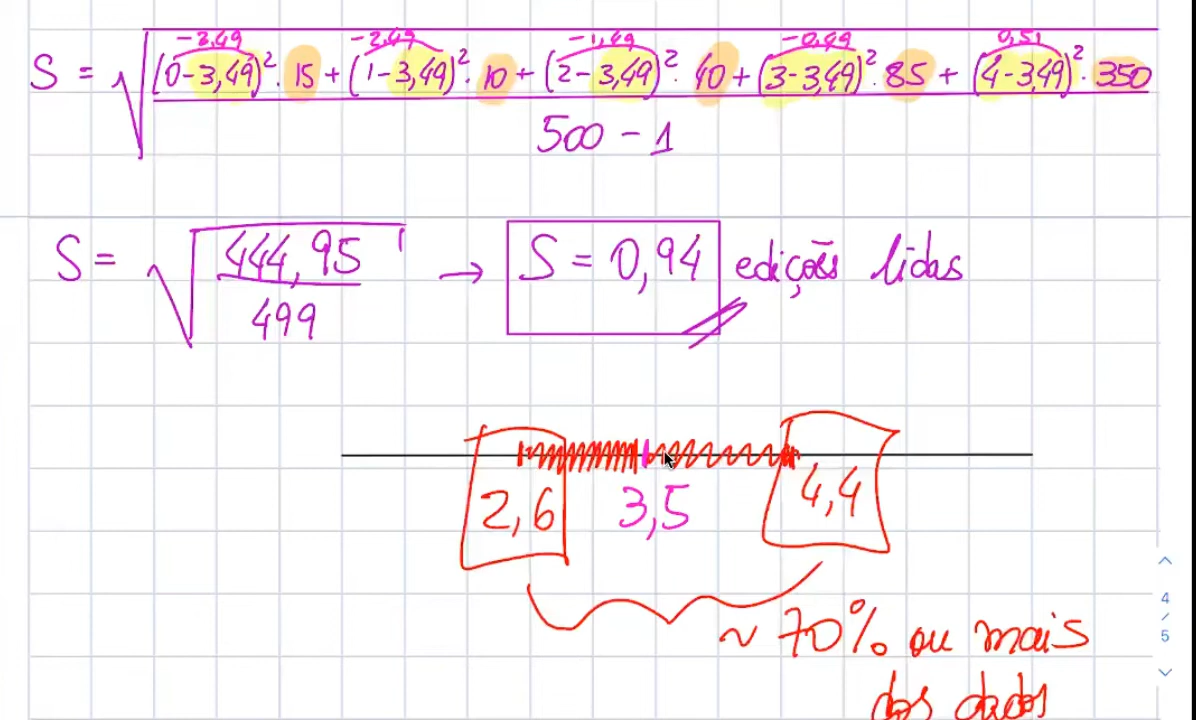 -3,49 -2,49 -1,49 -0,49 0,51
S = √ (0-3,49)². 15 + (1-3,49)². 10 + (2-3,49)². 40 + (3-3,49)². 85 + (4-3,49)². 350
500 - 1
S = √ 444,95 → S = 0,94 edições lidas
499
2,6 3,5 4,4
~ 70% ou mais
dos dados
4
/
5